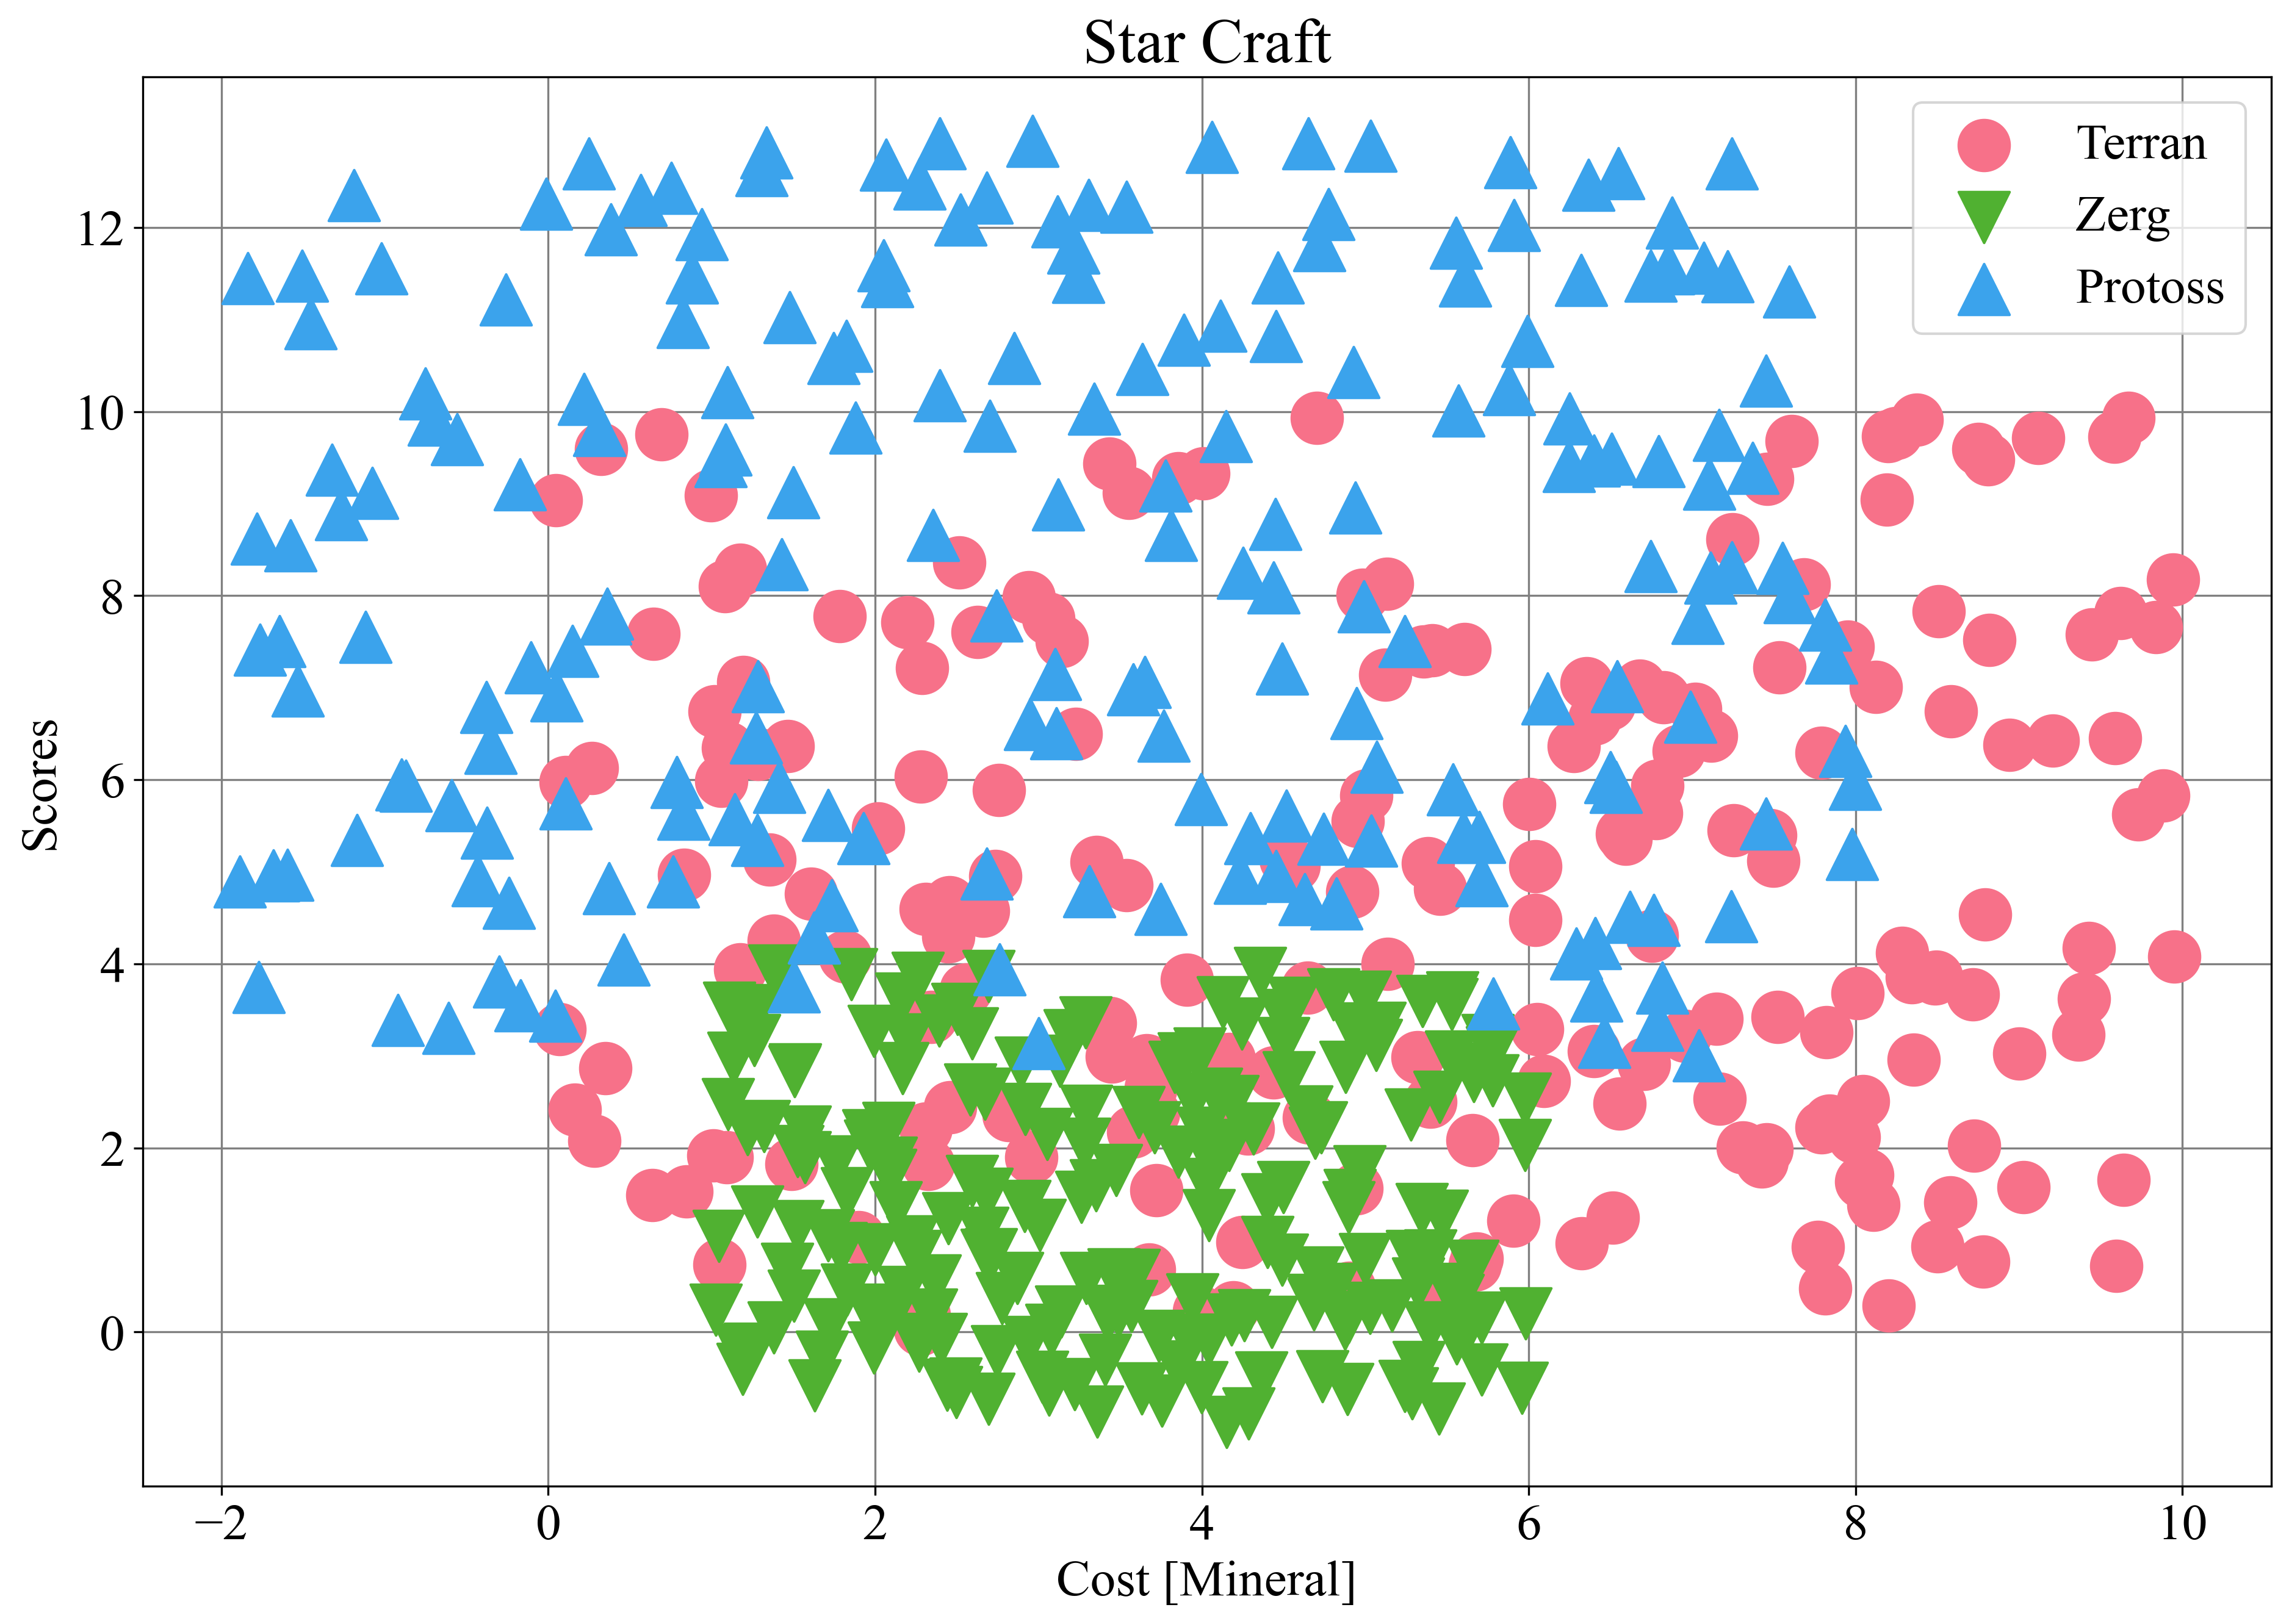 Star Craft
Terran
Zerg
Protoss
Scores
12
10
8
6
4
2
0
−2 0 2 4 6 8 10
Cost [Mineral]